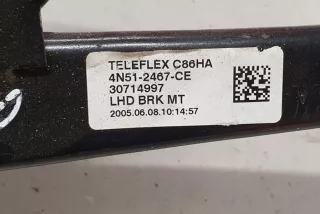 TELEFLEX C86HA
4N51-2467-CE
30714997
LHD BRK MT
2005.06.08.10:14:57